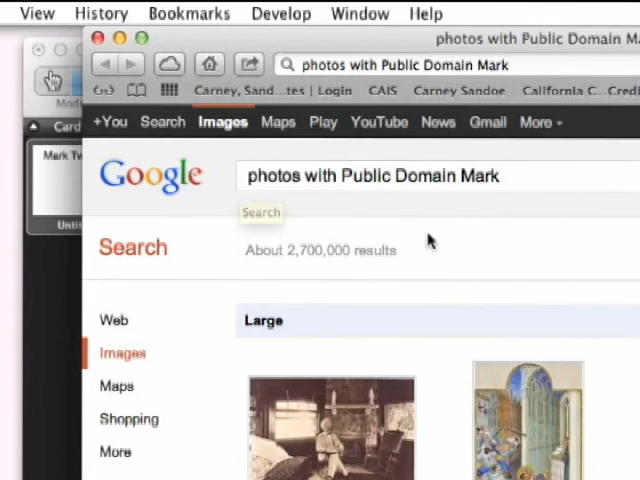 View History Bookmarks Develop Window Help
photos with Public Domain
photos with Public Domain Mark
Carney, Sand...tes | Login CAIS Carney Sandoe California C...
+You Search Images Maps Play YouTube News Gmail More
Card
Mark
Google photos with Public Domain Mark
Search
Search About 2,700,000 results
Web
Large
Images
Maps
Shopping
More